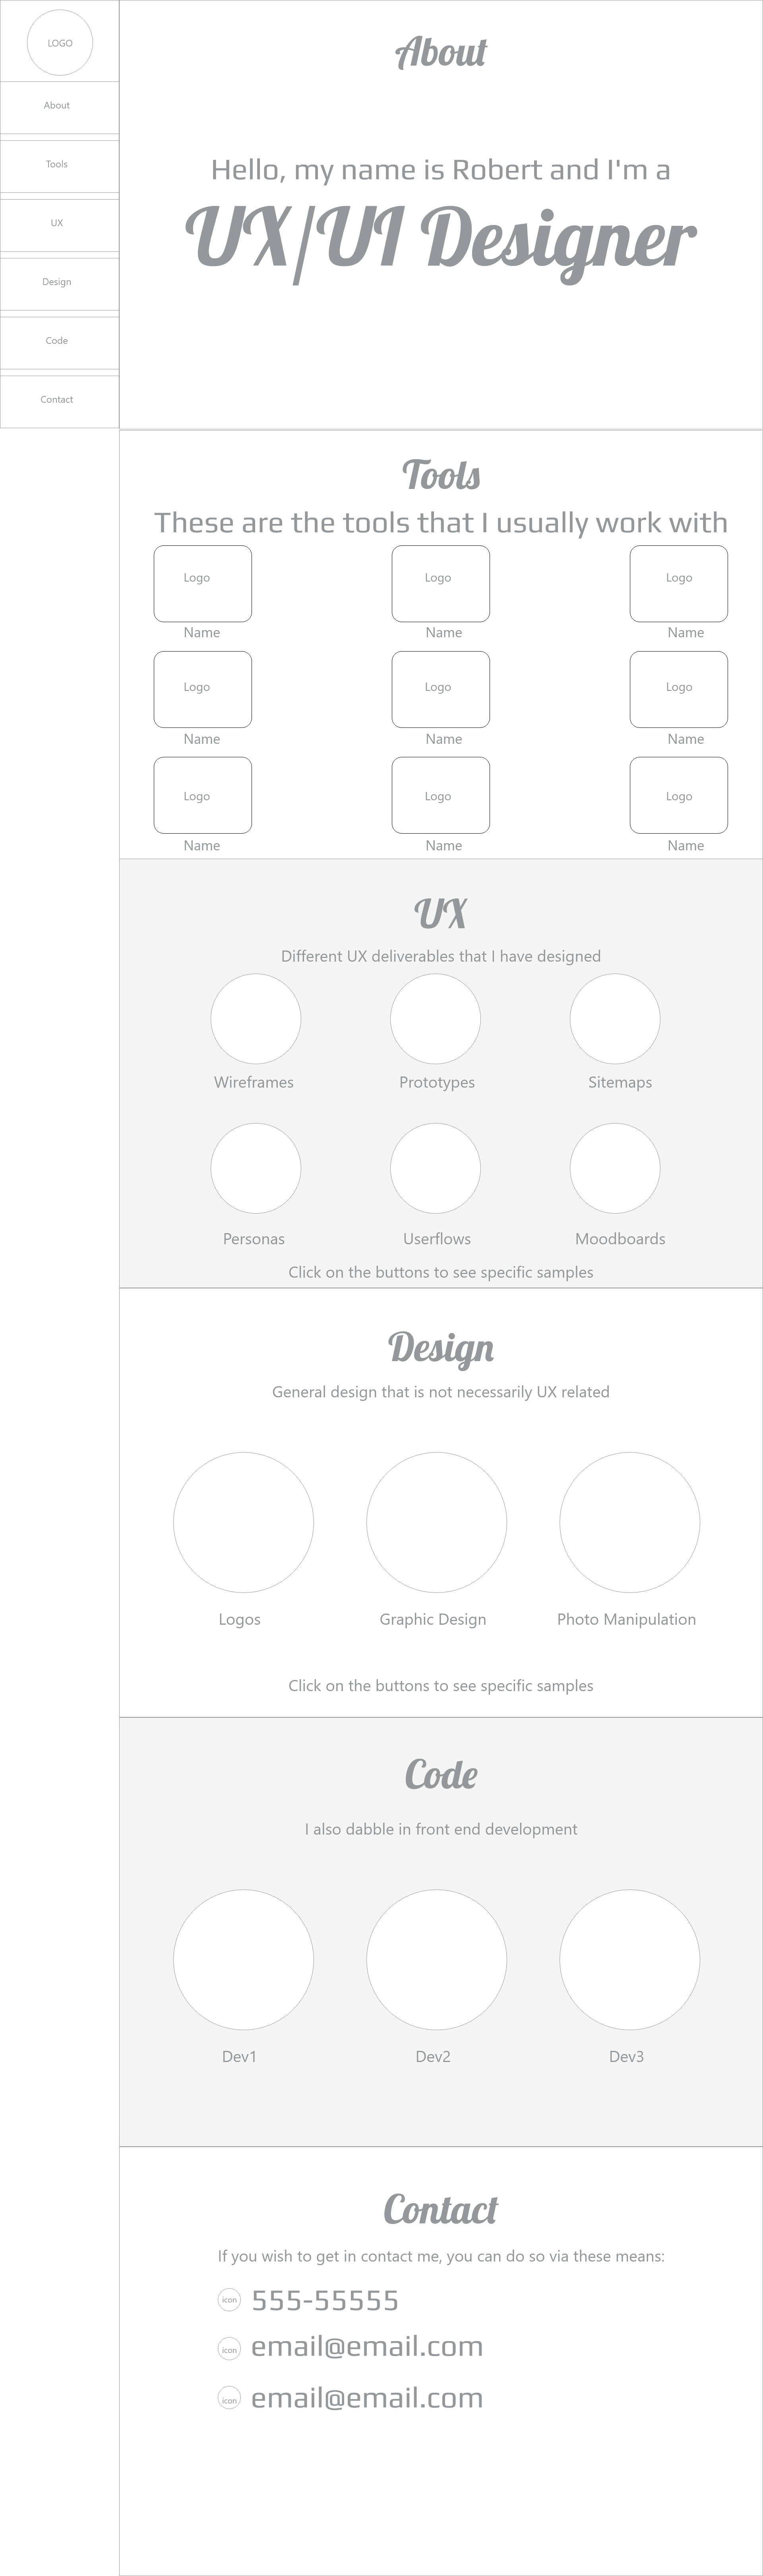 LOGO
About
Tools
UX
Design
Code
Contact
About
Hello, my name is Robert and I'm a
UX/UI Designer
Tools
These are the tools that I usually work with
Logo Logo Logo
Name Name Name
Logo Logo Logo
Name Name Name
Logo Logo Logo
Name Name Name
UX
Different UX deliverables that I have designed
Wireframes Prototypes Sitemaps
Personas Userflows Moodboards
Click on the buttons to see specific samples
Design
General design that is not necessarily UX related
Logos Graphic Design Photo Manipulation
Click on the buttons to see specific samples
Code
I also dabble in front end development
Dev1 Dev2 Dev3
Contact
If you wish to get in contact me, you can do so via these means:
icon 555-55555
icon email@email.com
icon email@email.com